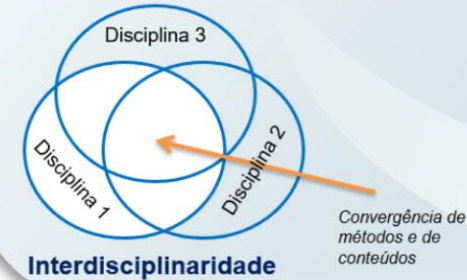 Disciplina 3
Disciplina 1
Disciplina 2
Convergência de
métodos e de
conteúdos
Interdisciplinaridade